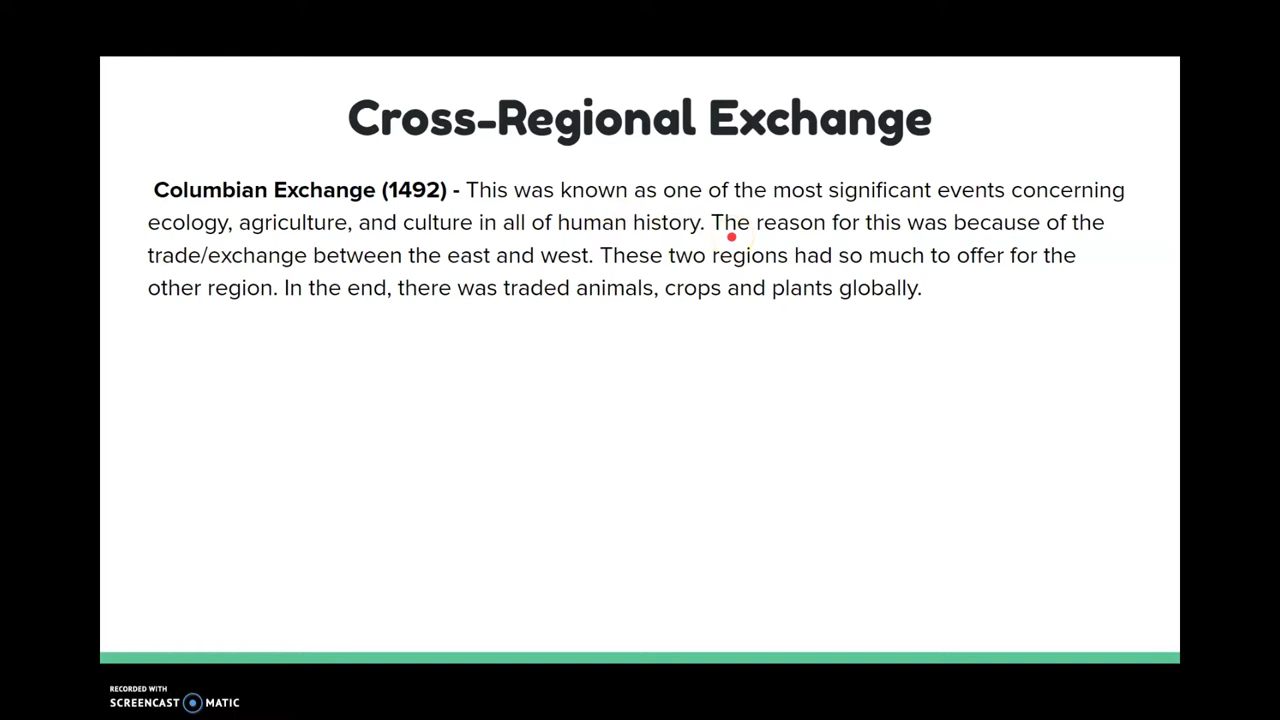 Cross-Regional Exchange
Columbian Exchange (1492) - This was known as one of the most significant events concerning
ecology, agriculture, and culture in all of human history. The reason for this was because of the
trade/exchange between the east and west. These two regions had so much to offer for the
other region. In the end, there was traded animals, crops and plants globally.
RECORDED WITH
SCREENCAST MATIC